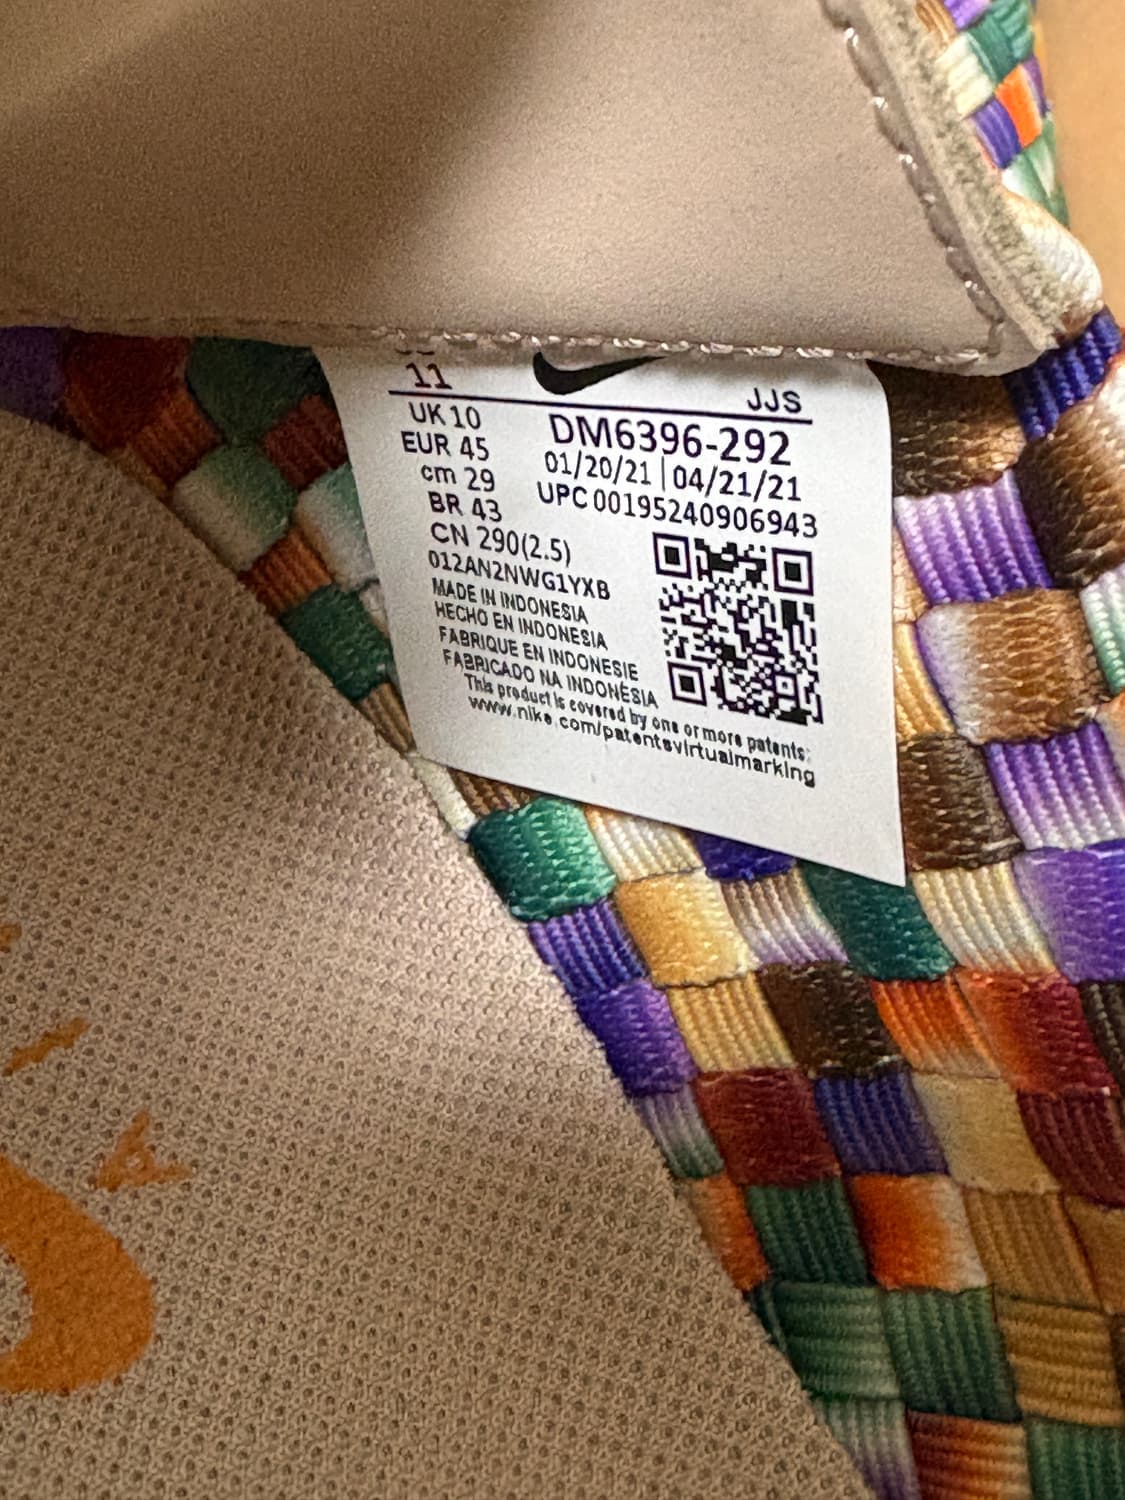 11
JJS
UK 10
EUR 45
cm 29
BR 43
CN 290(2.5)
DM6396-292
01/20/21 | 04/21/21
UPC 00195240906943
012AN2NWG1YXB
MADE IN INDONESIA
HECHO EN INDONESIA
FABRIQUE EN INDONESIE
FABRICADO NA INDONÉSIA
This product is covered by one or more patents:
www.nike.com/patentsvirtualmarking